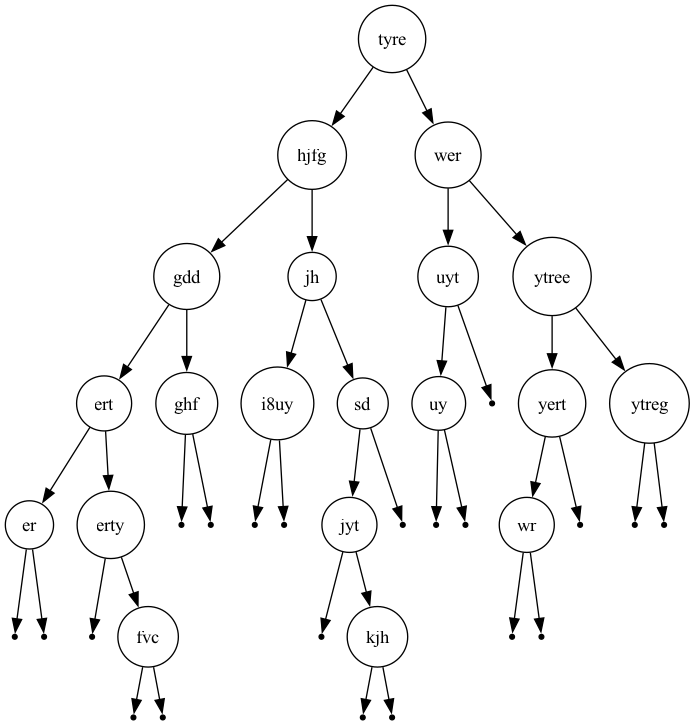 tyre
hjfg
wer
gdd
jh
uyt
ytree
ert
ghf
i8uy
sd
uy
yert
ytreg
er
erty
jyt
wr
fvc
kjh